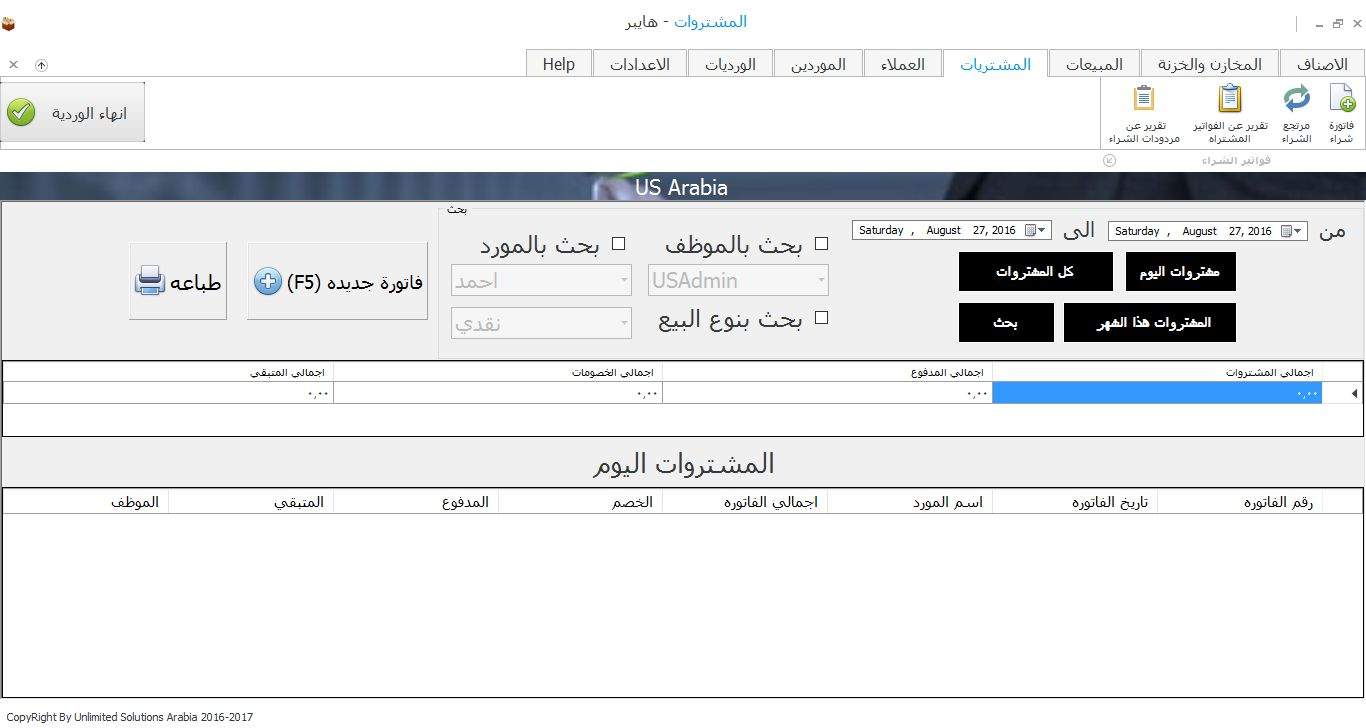 المشتروات - هايبر
الاصناف
المخازن والخزنة
المبيعات
المشتريات
العملاء
الموردين
الورديات
الاعدادات
Help
فاتورة شراء
مرتجع الشراء
تقرير عن الفواتير المشتراه
تقرير عن مردودات الشراء
انهاء الوردية
فواتير الشراء
US Arabia
من
Saturday , August 27, 2016
الى
Saturday , August 27, 2016
مشتروات اليوم
كل المشتروات
المشتروات هذا الشهر
بحث
بحث
بحث بالموظف
بحث بالمورد
USAdmin
احمد
بحث بنوع البيع
نقدي
فاتورة جديده (F5)
طباعه
اجمالي المشتروات
اجمالي المدفوع
اجمالي الخصومات
اجمالي المتبقي
٠,٠٠
٠,٠٠
٠,٠٠
٠,٠٠
المشتروات اليوم
رقم الفاتوره
تاريخ الفاتوره
اسم المورد
اجمالي الفاتوره
الخصم
المدفوع
المتبقي
الموظف
CopyRight By Unlimited Solutions Arabia 2016-2017